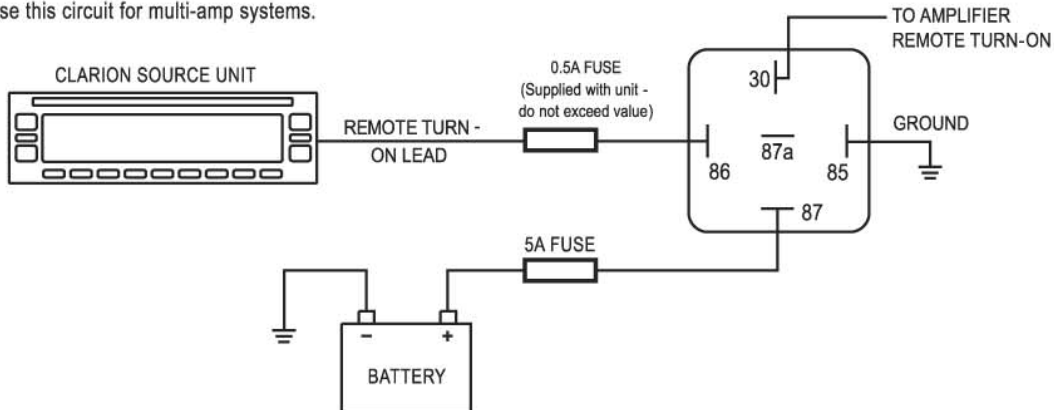 se this circuit for multi-amp systems.
TO AMPLIFIER
REMOTE TURN-ON
CLARION SOURCE UNIT
0.5A FUSE
(Supplied with unit -
do not exceed value)
30
REMOTE TURN -
ON LEAD
GROUND
86
87a
85
87
5A FUSE
- +
BATTERY